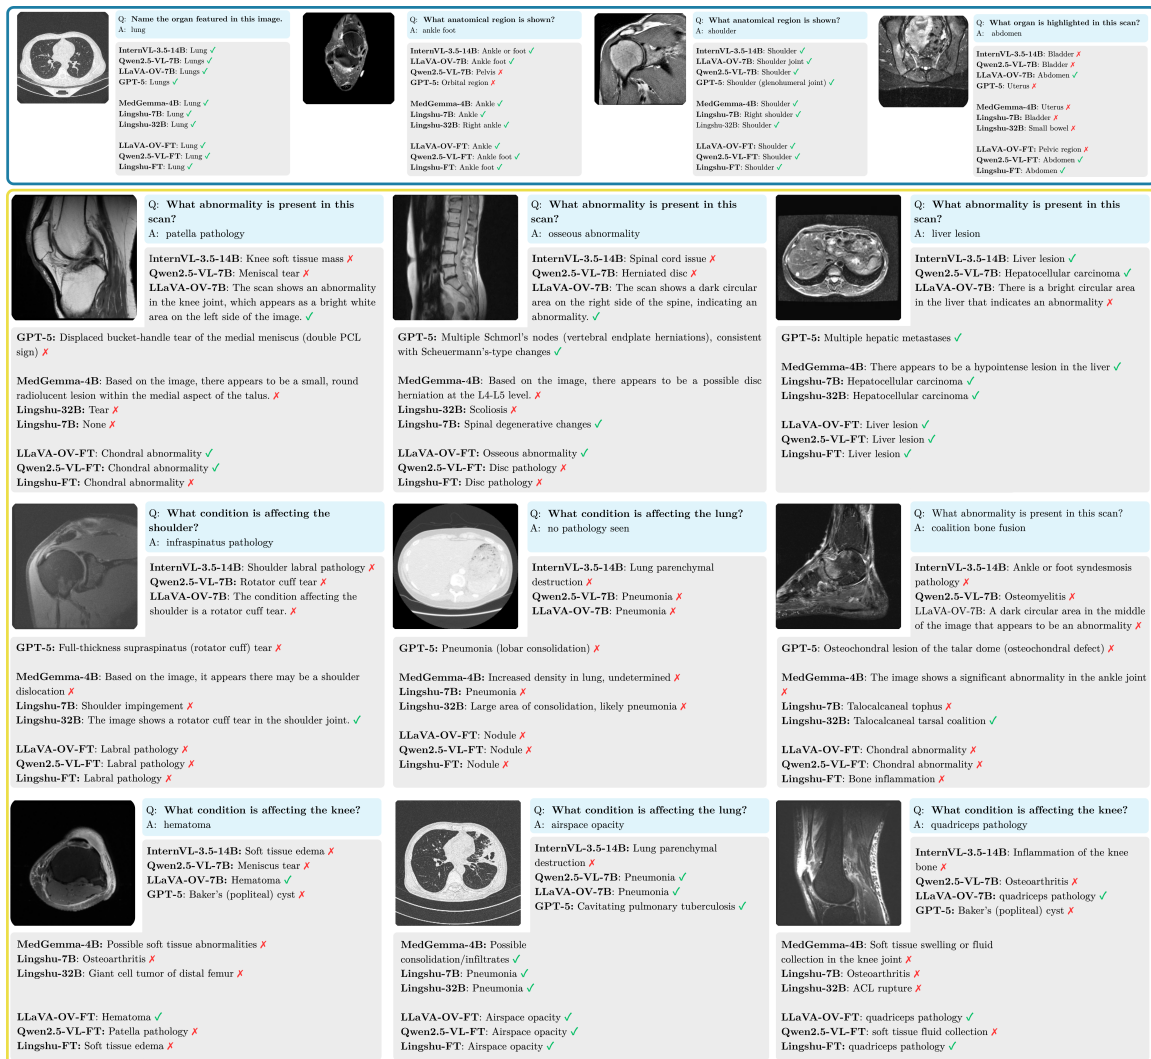 Q: Name the organ featured in this image.
A: lung
InternVL-3.5-14B: Lung ✓
Qwen2.5-VL-7B: Lungs ✓
LLaVA-OV-7B: Lungs ✓
GPT-5: Lungs ✓
MedGemma-4B: Lung ✓
Lingshu-7B: Lung ✓
Lingshu-32B: Lung ✓
LLaVA-OV-FT: Lung ✓
Qwen2.5-VL-FT: Lung ✓
Lingshu-FT: Lung ✓
Q: What anatomical region is shown?
A: ankle foot
InternVL-3.5-14B: Ankle or foot ✓
LLaVA-OV-7B: Ankle foot ✓
Qwen2.5-VL-7B: Pelvis ✗
GPT-5: Orbital region ✗
MedGemma-4B: Ankle ✓
Lingshu-7B: Ankle ✓
Lingshu-32B: Right ankle ✓
LLaVA-OV-FT: Ankle ✓
Qwen2.5-VL-FT: Ankle foot ✓
Lingshu-FT: Ankle foot ✓
Q: What anatomical region is shown?
A: shoulder
InternVL-3.5-14B: Shoulder ✓
LLaVA-OV-7B: Shoulder joint ✓
Qwen2.5-VL-7B: Shoulder ✓
GPT-5: Shoulder (glenohumeral joint) ✓
MedGemma-4B: Shoulder ✓
Lingshu-7B: Right shoulder ✓
Lingshu-32B: Shoulder ✓
LLaVA-OV-FT: Shoulder ✓
Qwen2.5-VL-FT: Shoulder ✓
Lingshu-FT: Shoulder ✓
Q: What organ is highlighted in this scan?
A: abdomen
InternVL-3.5-14B: Bladder ✗
Qwen2.5-VL-7B: Bladder ✗
LLaVA-OV-7B: Abdomen ✓
GPT-5: Uterus ✗
MedGemma-4B: Uterus ✗
Lingshu-7B: Bladder ✗
Lingshu-32B: Small bowel ✗
LLaVA-OV-FT: Pelvic region ✗
Qwen2.5-VL-FT: Abdomen ✓
Lingshu-FT: Abdomen ✓
Q: What abnormality is present in this
scan?
A: patella pathology
InternVL-3.5-14B: Knee soft tissue mass ✗
Qwen2.5-VL-7B: Meniscal tear ✗
LLaVA-OV-7B: The scan shows an abnormality
in the knee joint, which appears as a bright white
area on the left side of the image. ✓
GPT-5: Displaced bucket-handle tear of the medial meniscus (double PCL
sign) ✗
MedGemma-4B: Based on the image, there appears to be a small, round
radiolucent lesion within the medial aspect of the talus. ✗
Lingshu-32B: Tear ✗
Lingshu-7B: None ✗
LLaVA-OV-FT: Chondral abnormality ✓
Qwen2.5-VL-FT: Chondral abnormality ✓
Lingshu-FT: Chondral abnormality ✗
Q: What abnormality is present in this
scan?
A: osseous abnormality
InternVL-3.5-14B: Spinal cord issue ✗
Qwen2.5-VL-7B: Herniated disc ✗
LLaVA-OV-7B: The scan shows a dark circular
area on the right side of the spine, indicating an
abnormality. ✓
GPT-5: Multiple Schmorl's nodes (vertebral endplate herniations), consistent
with Scheuermann's-type changes ✓
MedGemma-4B: Based on the image, there appears to be a possible disc
herniation at the L4-L5 level. ✗
Lingshu-32B: Scoliosis ✗
Lingshu-7B: Spinal degenerative changes ✓
LLaVA-OV-FT: Osseous abnormality ✓
Qwen2.5-VL-FT: Disc pathology ✗
Lingshu-FT: Disc pathology ✗
Q: What abnormality is present in this
scan?
A: liver lesion
InternVL-3.5-14B: Liver lesion ✓
Qwen2.5-VL-7B: Hepatocellular carcinoma ✓
LLaVA-OV-7B: There is a bright circular area
in the liver that indicates an abnormality ✗
GPT-5: Multiple hepatic metastases ✓
MedGemma-4B: There appears to be a hypointense lesion in the liver ✓
Lingshu-7B: Hepatocellular carcinoma ✓
Lingshu-32B: Hepatocellular carcinoma ✓
LLaVA-OV-FT: Liver lesion ✓
Qwen2.5-VL-FT: Liver lesion ✓
Lingshu-FT: Liver lesion ✓
Q: What condition is affecting the
shoulder?
A: infraspinatus pathology
InternVL-3.5-14B: Shoulder labral pathology ✗
Qwen2.5-VL-7B: Rotator cuff tear ✗
LLaVA-OV-7B: The condition affecting the
shoulder is a rotator cuff tear. ✗
GPT-5: Full-thickness supraspinatus (rotator cuff) tear ✗
MedGemma-4B: Based on the image, it appears there may be a shoulder
dislocation ✗
Lingshu-7B: Shoulder impingement ✗
Lingshu-32B: The image shows a rotator cuff tear in the shoulder joint. ✓
LLaVA-OV-FT: Labral pathology ✗
Qwen2.5-VL-FT: Labral pathology ✗
Lingshu-FT: Labral pathology ✗
Q: What condition is affecting the lung?
A: no pathology seen
InternVL-3.5-14B: Lung parenchymal
destruction ✗
Qwen2.5-VL-7B: Pneumonia ✗
LLaVA-OV-7B: Pneumonia ✗
GPT-5: Pneumonia (lobar consolidation) ✗
MedGemma-4B: Increased density in lung, undetermined ✗
Lingshu-7B: Pneumonia ✗
Lingshu-32B: Large area of consolidation, likely pneumonia ✗
LLaVA-OV-FT: Nodule ✗
Qwen2.5-VL-FT: Nodule ✗
Lingshu-FT: Nodule ✗
Q: What abnormality is present in this scan?
A: coalition bone fusion
InternVL-3.5-14B: Ankle or foot syndesmosis
pathology ✗
Qwen2.5-VL-7B: Osteomyelitis ✗
LLaVA-OV-7B: A dark circular area in the middle
of the image that appears to be an abnormality ✗
GPT-5: Osteochondral lesion of the talar dome (osteochondral defect) ✗
MedGemma-4B: The image shows a significant abnormality in the ankle joint
✗
Lingshu-7B: Talocalcaneal tophus ✗
Lingshu-32B: Talocalcaneal tarsal coalition ✓
LLaVA-OV-FT: Chondral abnormality ✗
Qwen2.5-VL-FT: Chondral abnormality ✗
Lingshu-FT: Bone inflammation ✗
Q: What condition is affecting the knee?
A: hematoma
InternVL-3.5-14B: Soft tissue edema ✗
Qwen2.5-VL-7B: Meniscus tear ✗
LLaVA-OV-7B: Hematoma ✓
GPT-5: Baker's (popliteal) cyst ✗
MedGemma-4B: Possible soft tissue abnormalities ✗
Lingshu-7B: Osteoarthritis ✗
Lingshu-32B: Giant cell tumor of distal femur ✗
LLaVA-OV-FT: Hematoma ✓
Qwen2.5-VL-FT: Patella pathology ✗
Lingshu-FT: Soft tissue edema ✗
Q: What condition is affecting the lung?
A: airspace opacity
InternVL-3.5-14B: Lung parenchymal
destruction ✗
Qwen2.5-VL-7B: Pneumonia ✓
LLaVA-OV-7B: Pneumonia ✓
GPT-5: Cavitating pulmonary tuberculosis ✓
MedGemma-4B: Possible
consolidation/infiltrates ✓
Lingshu-7B: Pneumonia ✓
Lingshu-32B: Pneumonia ✓
LLaVA-OV-FT: Airspace opacity ✓
Qwen2.5-VL-FT: Airspace opacity ✓
Lingshu-FT: Airspace opacity ✓
Q: What condition is affecting the knee?
A: quadriceps pathology
InternVL-3.5-14B: Inflammation of the knee
bone ✗
Qwen2.5-VL-7B: Osteoarthritis ✗
LLaVA-OV-7B: quadriceps pathology ✓
GPT-5: Baker's (popliteal) cyst ✗
MedGemma-4B: Soft tissue swelling or fluid
collection in the knee joint ✗
Lingshu-7B: Osteoarthritis ✗
Lingshu-32B: ACL rupture ✗
LLaVA-OV-FT: quadriceps pathology ✓
Qwen2.5-VL-FT: soft tissue fluid collection ✗
Lingshu-FT: quadriceps pathology ✓